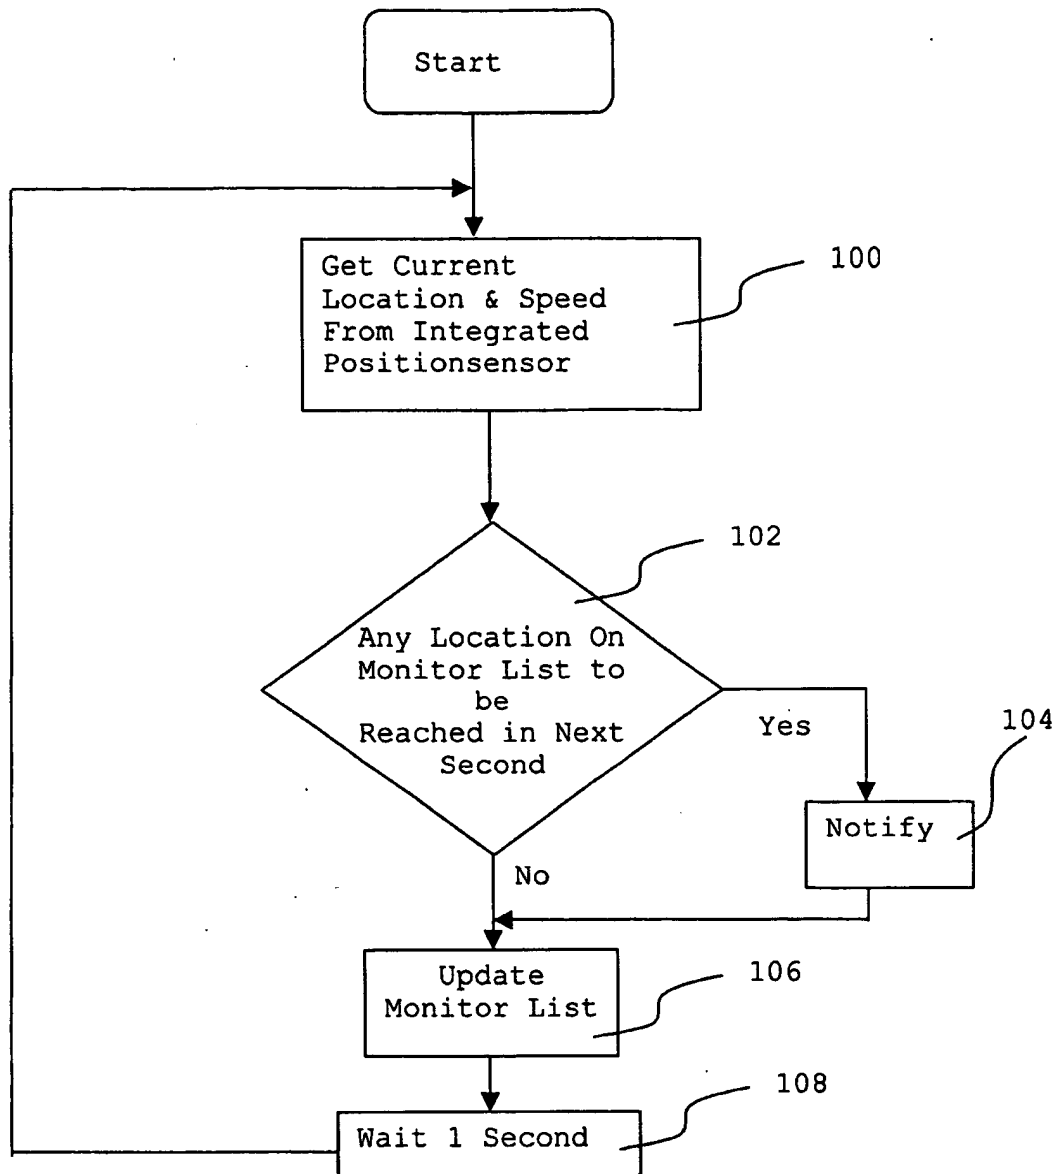 Start
Get Current
Location & Speed
From Integrated
Positionsensor
100
102
Any Location On
Monitor List to
be
Reached in Next
Second
Yes
104
Notify
No
Update
Monitor List
106
108
Wait 1 Second